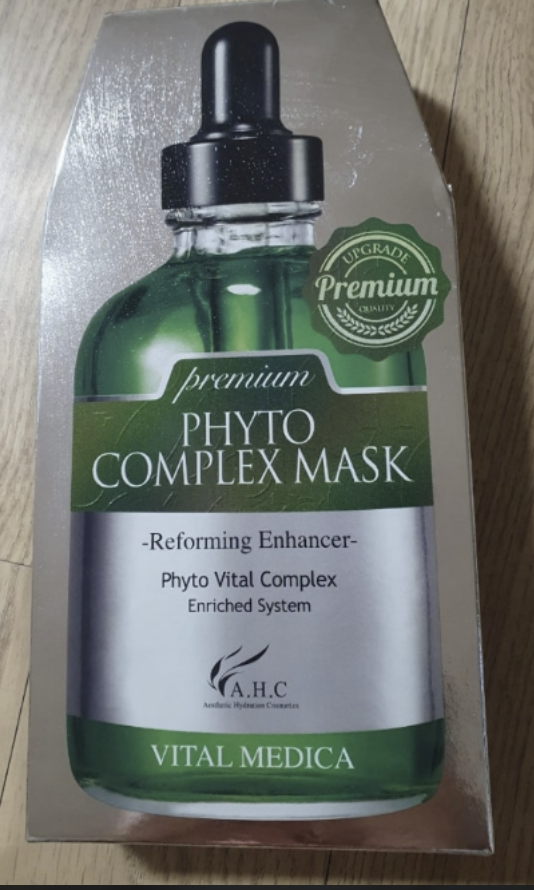 UPGRADE
Premium
QUALITY
premium
PHYTO
COMPLEX MASK
-Reforming Enhancer-
Phyto Vital Complex
Enriched System
A.H.C
Aesthetic Hydration Cosmetics
VITAL MEDICA